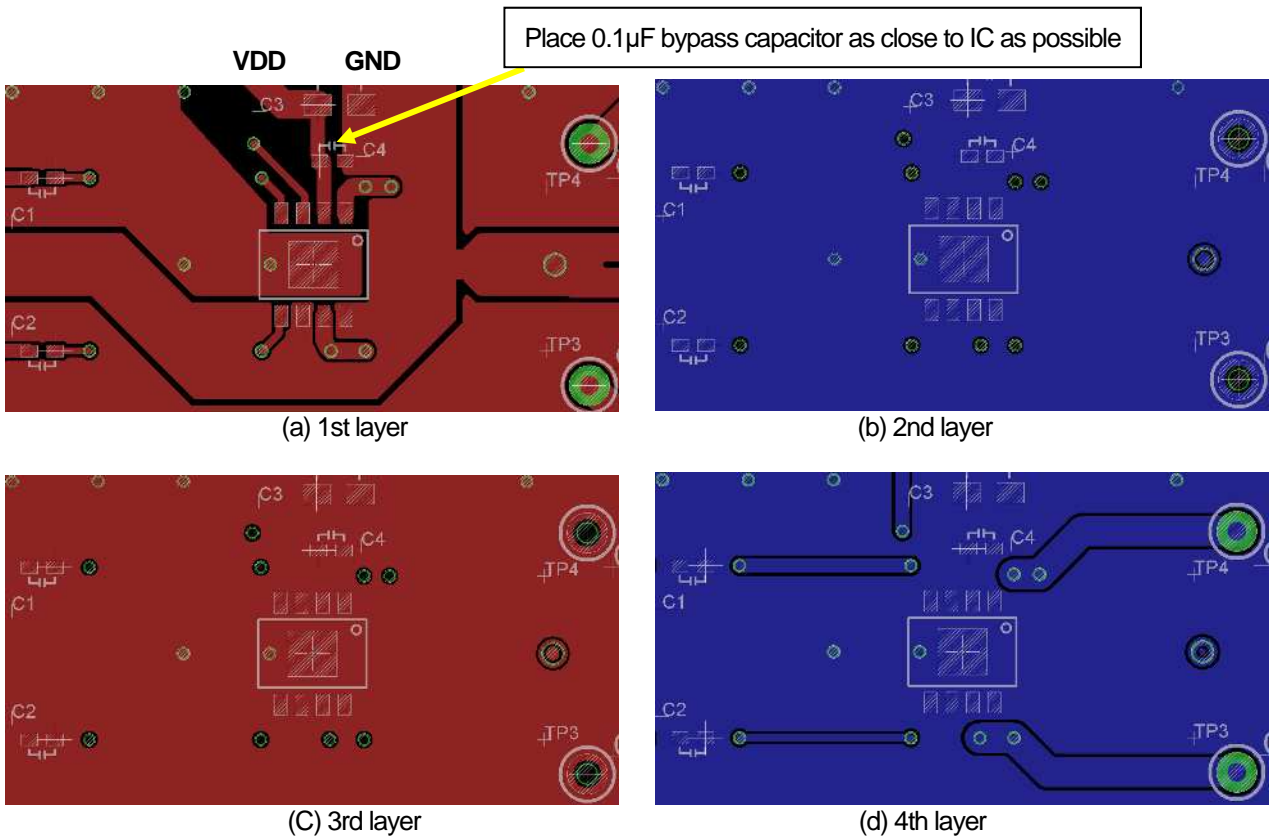 Place 0.1μF bypass capacitor as close to IC as possible
VDD GND
C3
C4
TP4
C1
C2
TP3
(a) 1st layer
C3
C4
TP4
C1
C2
TP3
(b) 2nd layer
C3
C4
TP4
C1
C2
TP3
(C) 3rd layer
C3
C4
TP4
C1
C2
TP3
(d) 4th layer